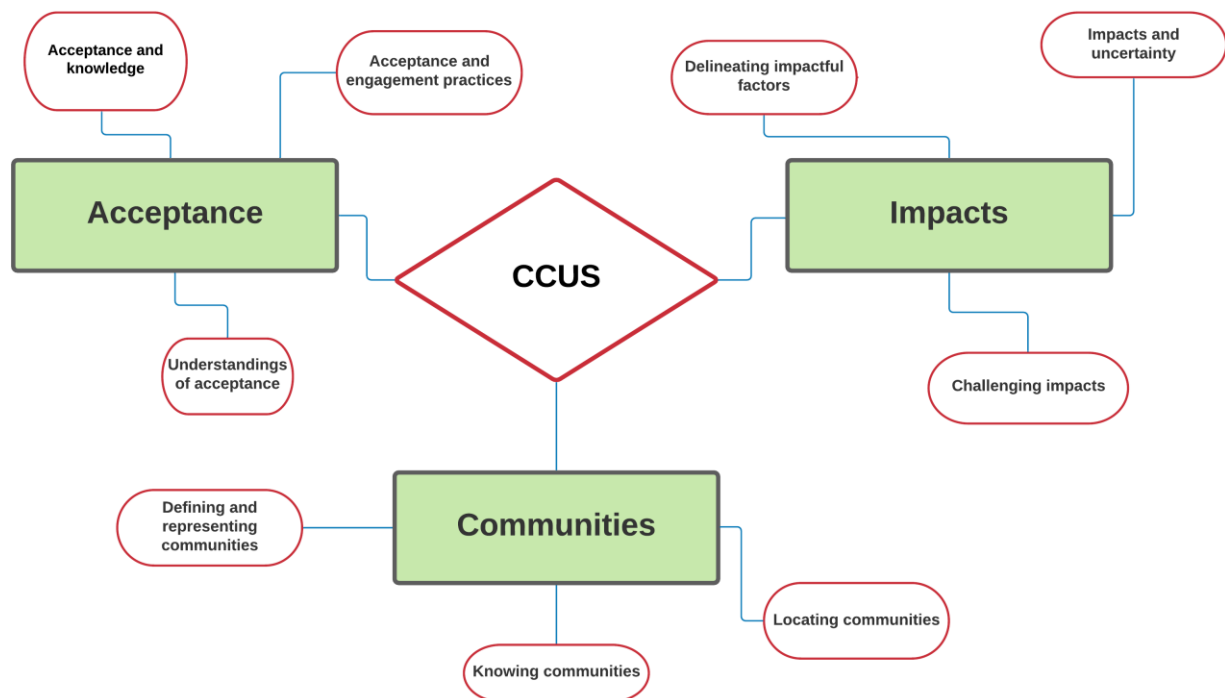 Acceptance and
knowledge
Acceptance and
engagement practices
Delineating impactful
factors
Impacts and
uncertainty
Acceptance
Impacts
CCUS
Understandings
of acceptance
Challenging impacts
Communities
Defining and
representing
communities
Locating communities
Knowing communities